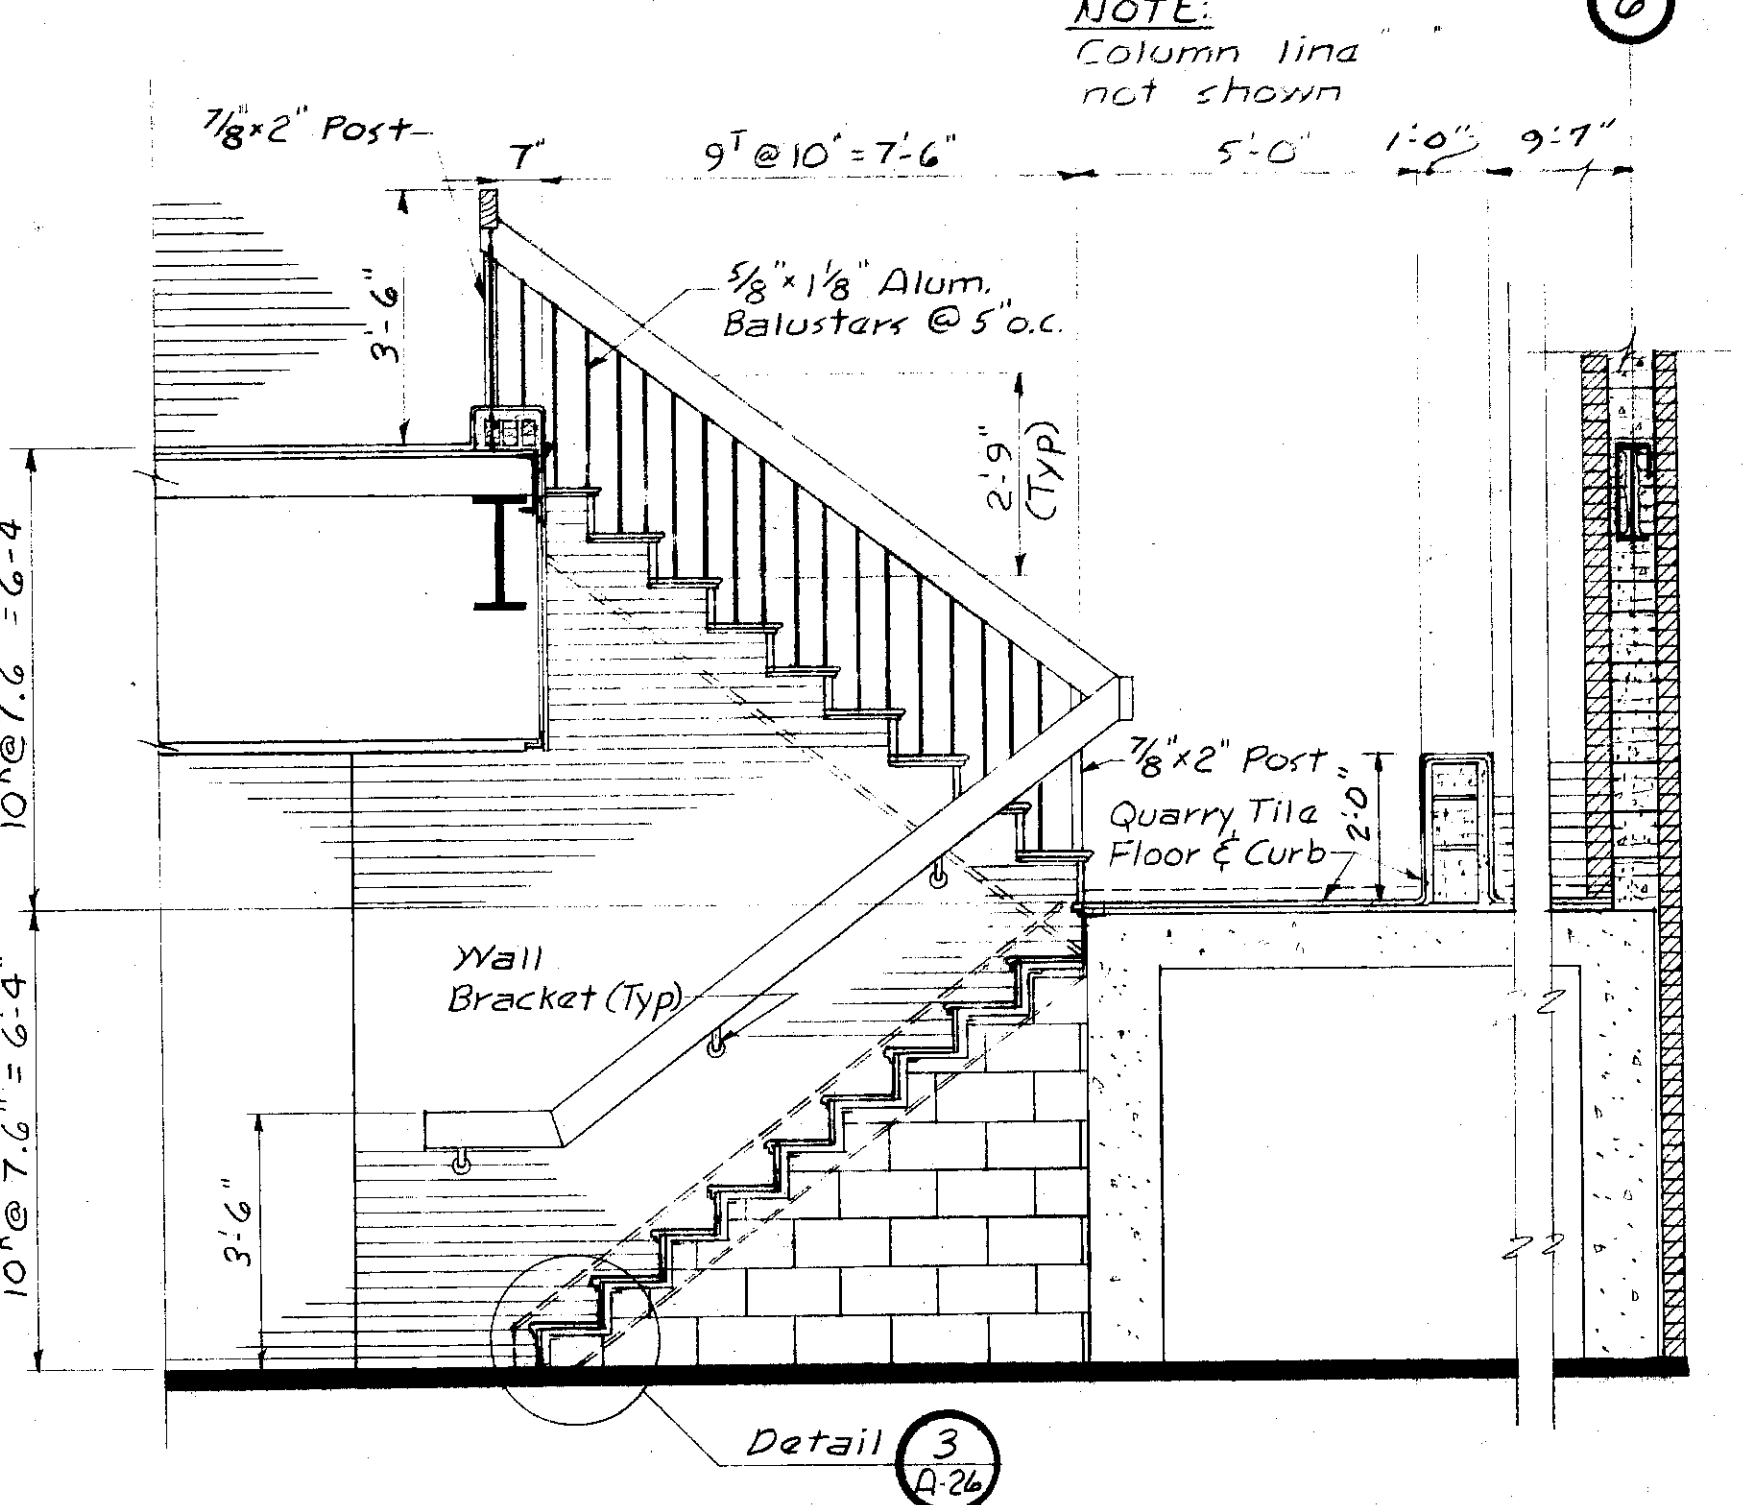 NOTE:
Column line " "
not shown
6
7/8"x2" Post
7"
9T @ 10" = 7'-6"
5'-0"
1'-0"
9'-7"
3'-6"
5/8" x 1 1/8" Alum.
Balusters @ 5" o.c.
2'-9"
(Typ)
10R @ 7.6" = 6'-4
7/8"x2" Post
Quarry Tile
Floor & Curb
2'-0"
Wall
Bracket (Typ)
10R @ 7.6" = 6'-4"
3'-6"
Detail 3
A-26